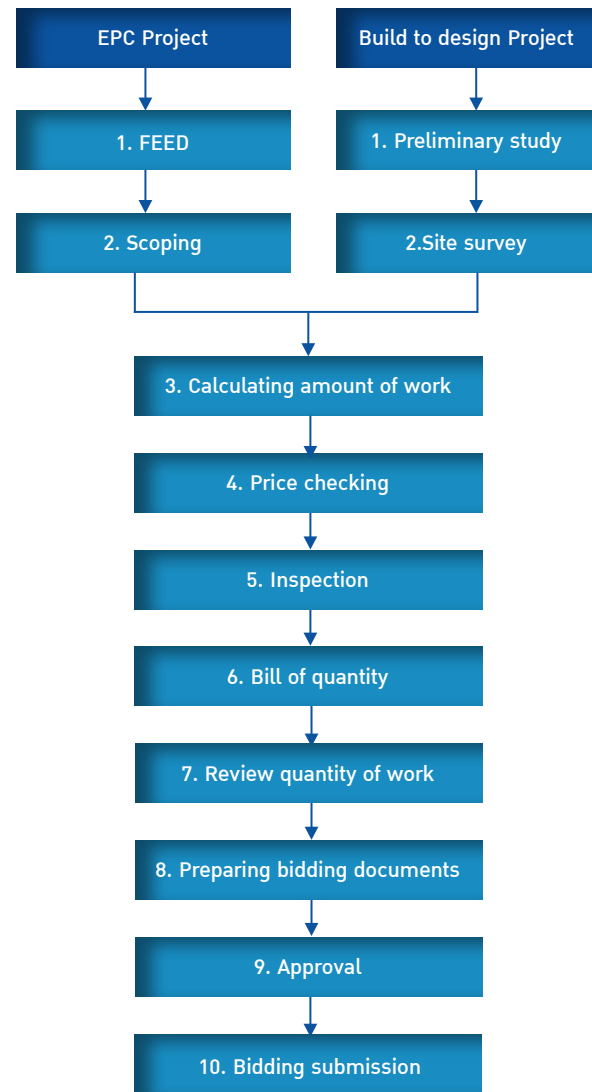 EPC Project
Build to design Project
1. FEED
1. Preliminary study
2. Scoping
2.Site survey
3. Calculating amount of work
4. Price checking
5. Inspection
6. Bill of quantity
7. Review quantity of work
8. Preparing bidding documents
9. Approval
10. Bidding submission